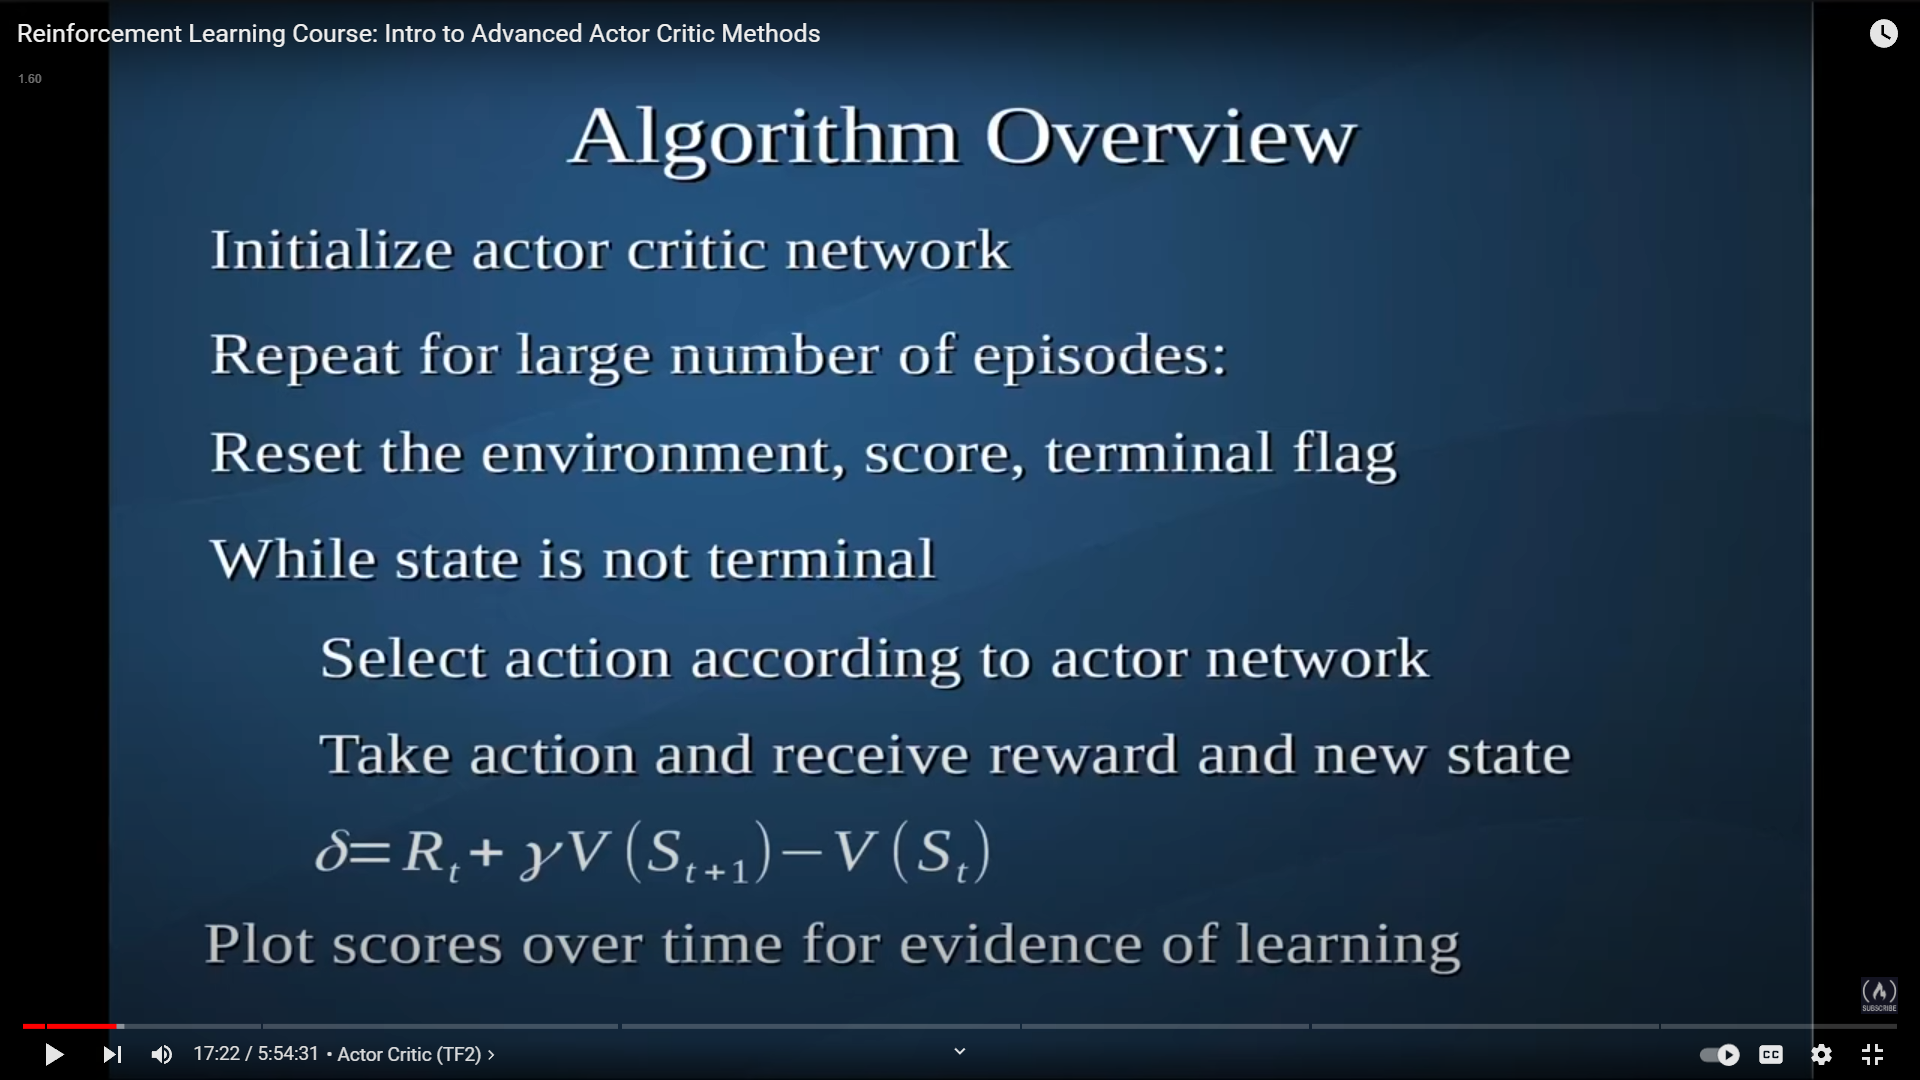 Reinforcement Learning Course: Intro to Advanced Actor Critic Methods
1.60
Algorithm Overview
Initialize actor critic network
Repeat for large number of episodes:
Reset the environment, score, terminal flag
While state is not terminal
Select action according to actor network
Take action and receive reward and new state
δ=R_t+γV(S_{t+1})−V(S_t)
Plot scores over time for evidence of learning
SUBSCRIBE
17:22 / 5:54:31 • Actor Critic (TF2) ›
CC